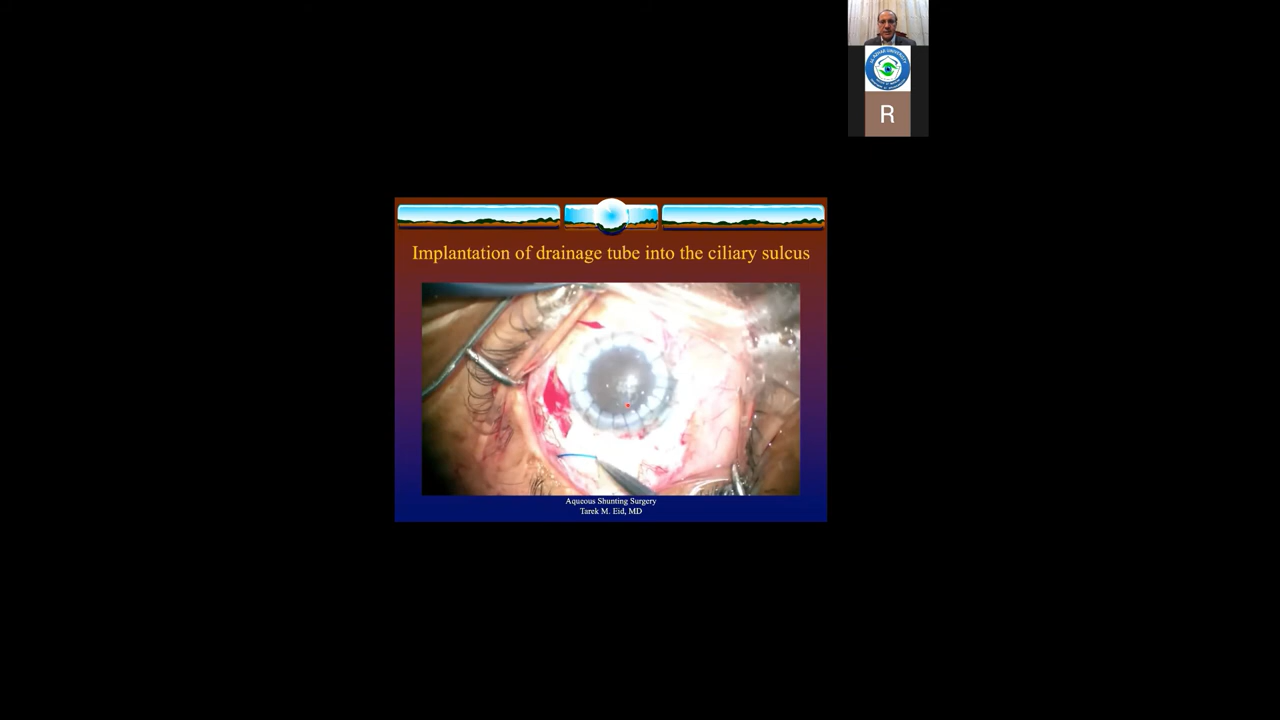 R
Implantation of drainage tube into the ciliary sulcus
Aqueous Shunting Surgery
Tarek M. Eid, MD